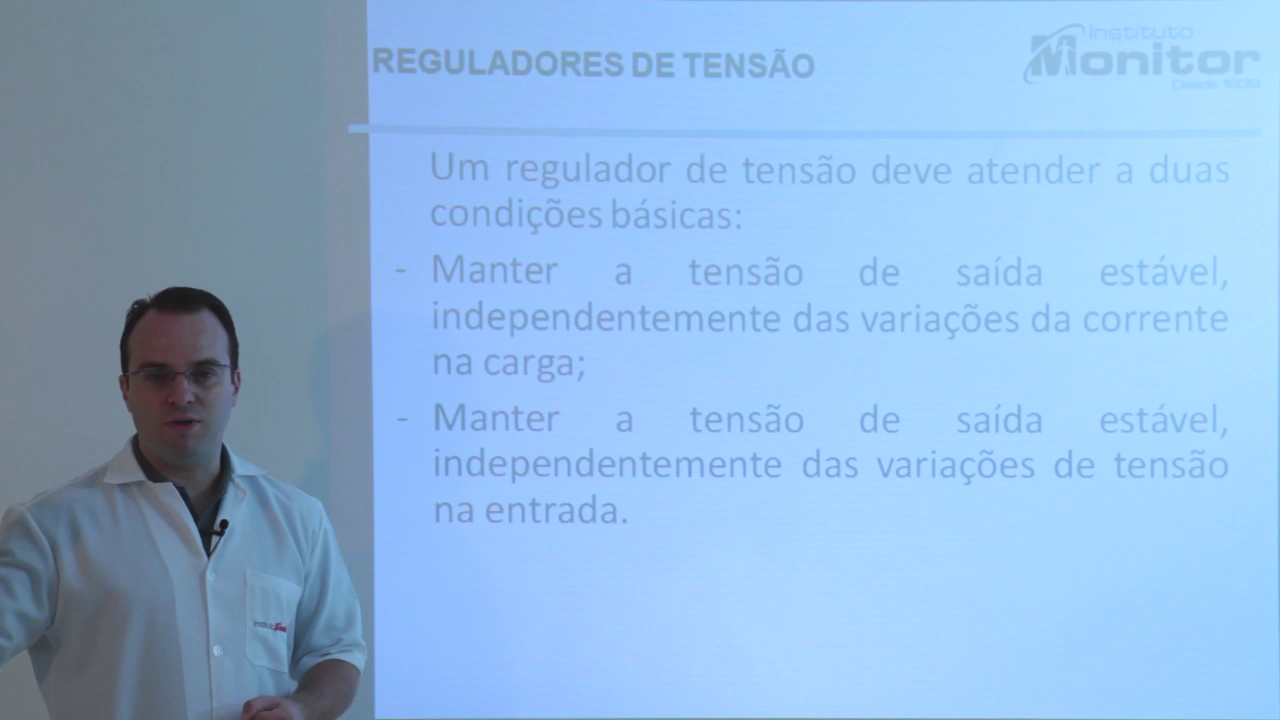 REGULADORES DE TENSÃO
Instituto
Monitor
Desde 1939
Um regulador de tensão deve atender a duas
condições básicas:
- Manter a tensão de saída estável,
independentemente das variações da corrente
na carga;
- Manter a tensão de saída estável,
independentemente das variações de tensão
na entrada.